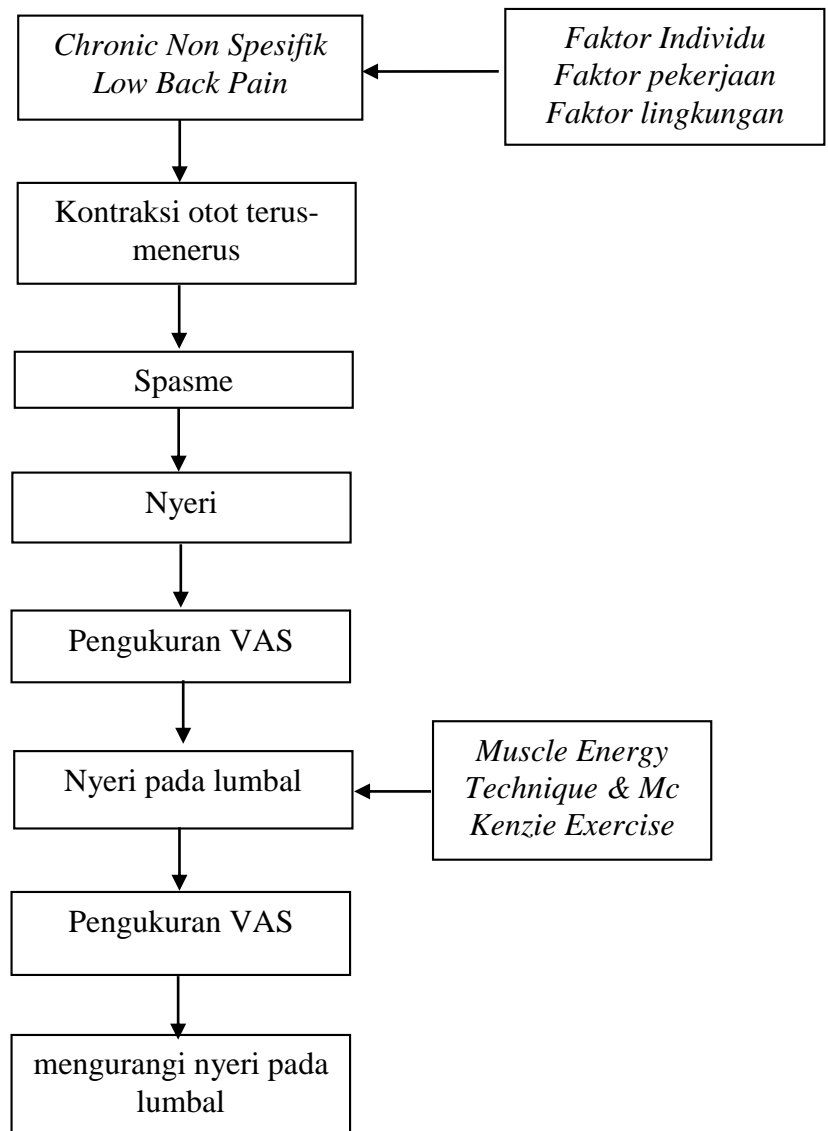 Chronic Non Spesifik
Low Back Pain
Faktor Individu
Faktor pekerjaan
Faktor lingkungan
Kontraksi otot terus-
menerus
Spasme
Nyeri
Pengukuran VAS
Nyeri pada lumbal
Muscle Energy
Technique & Mc
Kenzie Exercise
Pengukuran VAS
mengurangi nyeri pada
lumbal